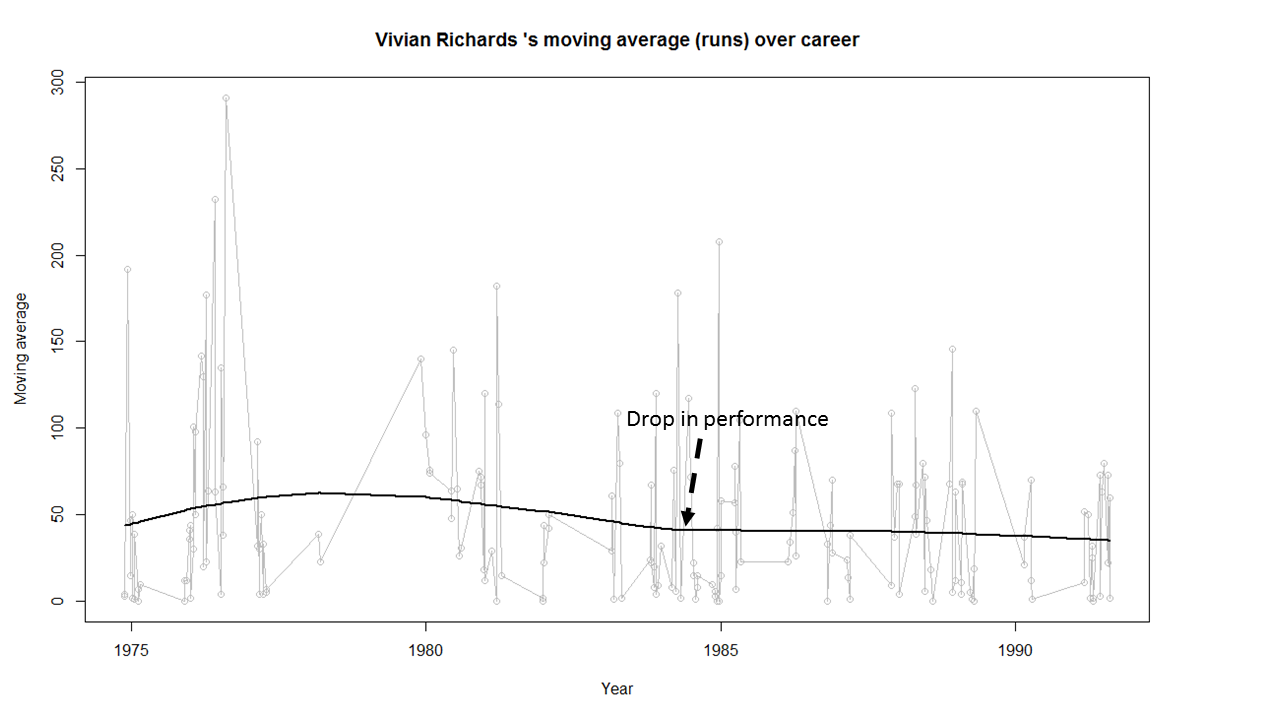 Vivian Richards 's moving average (runs) over career
300
250
200
150
100
50
0
Moving average
Drop in performance
1975
1980
1985
1990
Year